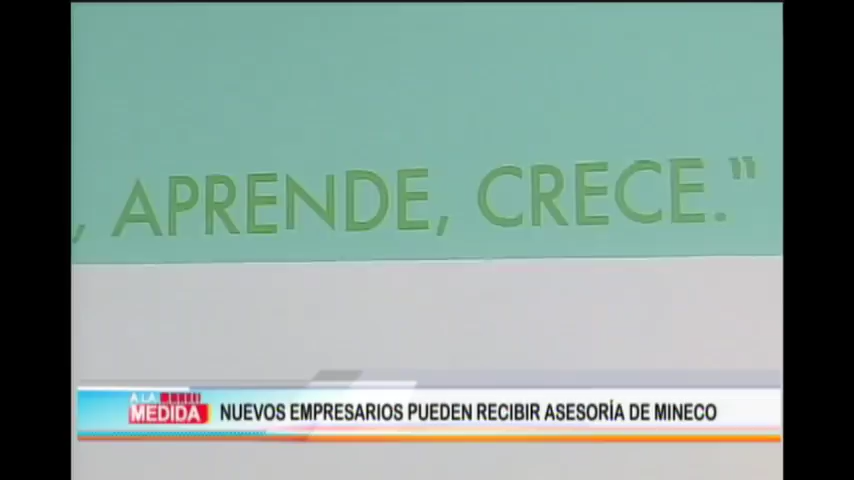 , APRENDE, CRECE."
A LA
MEDIDA
NUEVOS EMPRESARIOS PUEDEN RECIBIR ASESORÍA DE MINECO